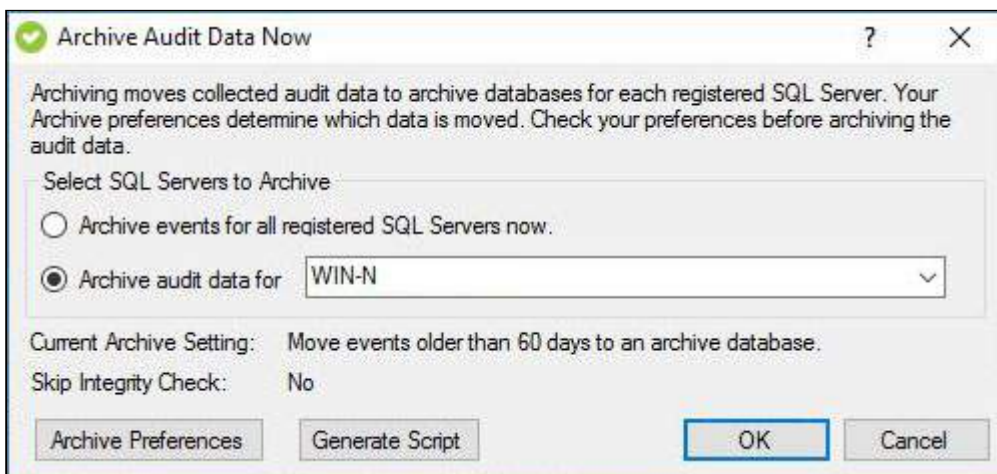 Archive Audit Data Now
?
Archiving moves collected audit data to archive databases for each registered SQL Server. Your
Archive preferences determine which data is moved. Check your preferences before archiving the
audit data.
Select SQL Servers to Archive
Archive events for all registered SQL Servers now.
Archive audit data for WIN-N
Current Archive Setting: Move events older than 60 days to an archive database.
Skip Integrity Check: No
Archive Preferences Generate Script OK Cancel